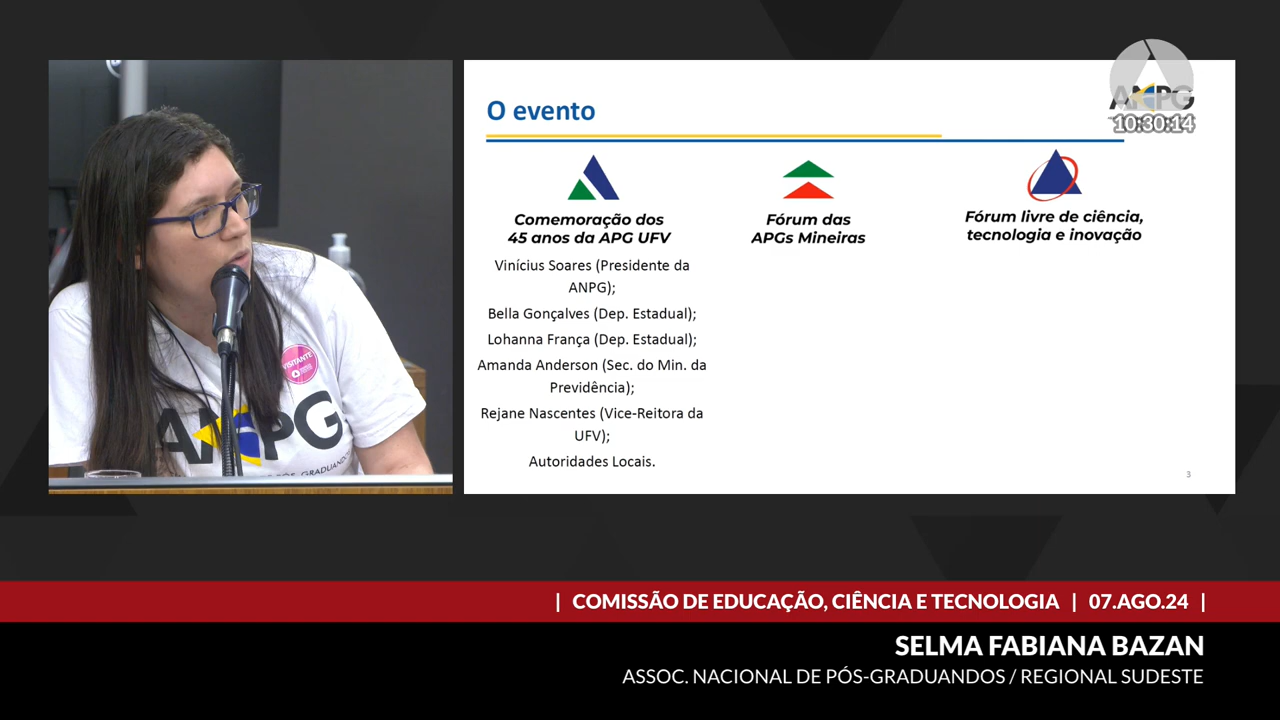 O evento
ANPG
10:30:14
Comemoração dos
45 anos da APG UFV
Vinícius Soares (Presidente da
ANPG);
Bella Gonçalves (Dep. Estadual);
Lohanna França (Dep. Estadual);
Amanda Anderson (Sec. do Min. da
Previdência);
Rejane Nascentes (Vice-Reitora da
UFV);
Autoridades Locais.
Fórum das
APGs Mineiras
Fórum livre de ciência,
tecnologia e inovação
3
VISITANTE
ANPG
GRADUANDO
| COMISSÃO DE EDUCAÇÃO, CIÊNCIA E TECNOLOGIA | 07.AGO.24 |
SELMA FABIANA BAZAN
ASSOC. NACIONAL DE PÓS-GRADUANDOS / REGIONAL SUDESTE